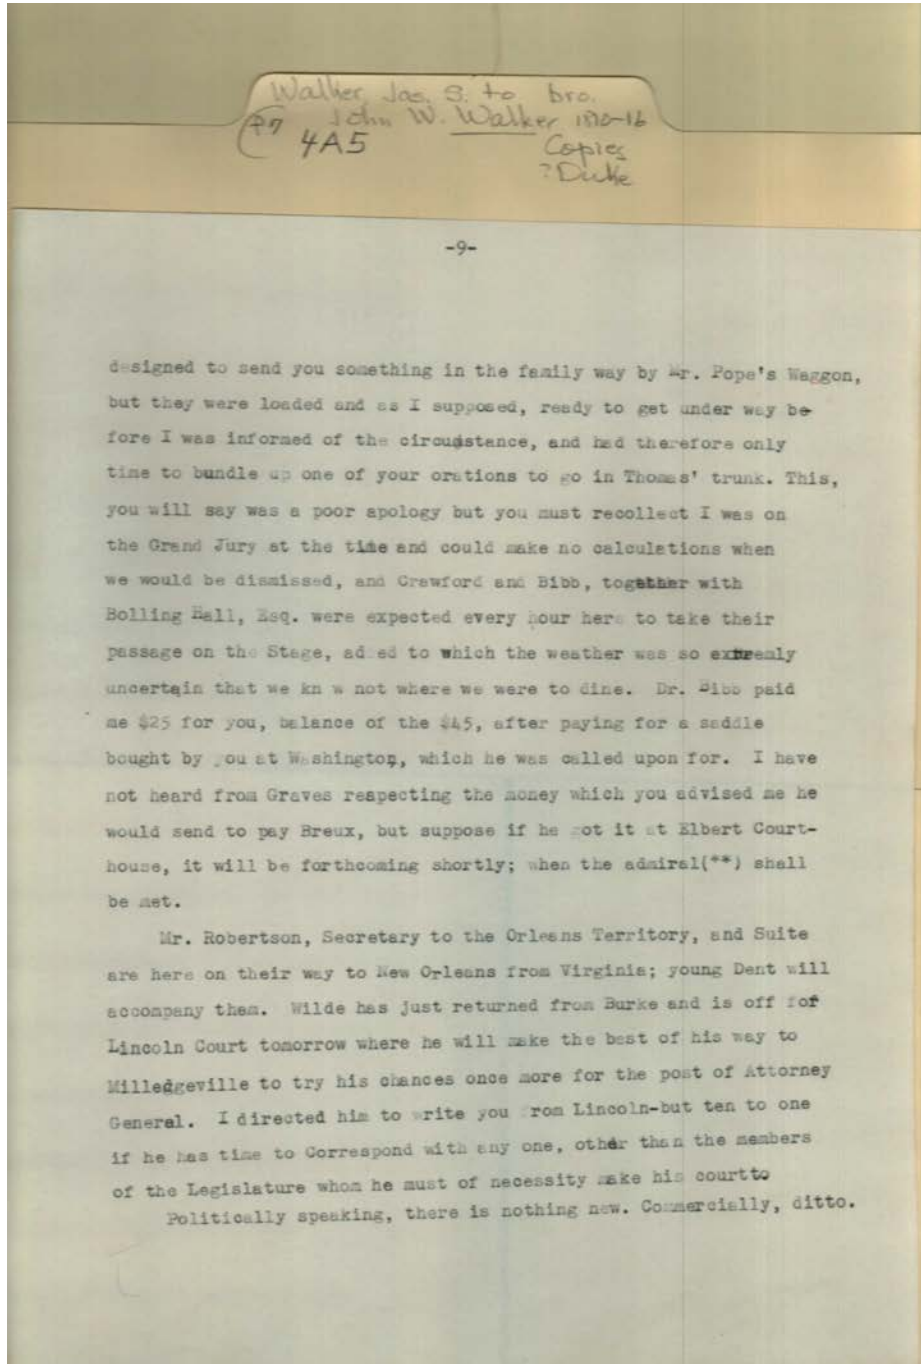 Walker, Jas. S. to bro.
John W. Walker 1810-16
P7
4A5 Copies
? Duke
-9-
designed to send you something in the family way by Mr. Pope's Waggon,
but they were loaded and as I supposed, ready to get under way be-
fore I was informed of the circumstance, and had therefore only
time to bundle up one of your orations to go in Thomas' trunk. This,
you will say was a poor apology but you must recollect I was on
the Grand Jury at the time and could make no calculations when
we would be dismissed, and Crawford and Bibb, together with
Bolling Hall, Esq. were expected every hour here to take their
passage on the Stage, added to which the weather was so extremly
uncertain that we knew not where we were to dine. Dr. Bibb paid
me $25 for you, balance of the $45, after paying for a saddle
bought by you at Washington, which he was called upon for. I have
not heard from Graves respecting the money which you advised me he
would send to pay Breux, but suppose if he got it at Elbert Court-
house, it will be forthcoming shortly; when the admiral(**) shall
be met.
Mr. Robertson, Secretary to the Orleans Territory, and Suite
are here on their way to New Orleans from Virginia; young Dent will
accompany them. Wilde has just returned from Burke and is off for
Lincoln Court tomorrow where he will make the best of his way to
Milledgeville to try his chances once more for the post of Attorney
General. I directed him to write you from Lincoln-but ten to one
if he has time to Correspond with any one, other than the members
of the Legislature whom he must of necessity make his court to
Politically speaking, there is nothing new. Commercially, ditto.